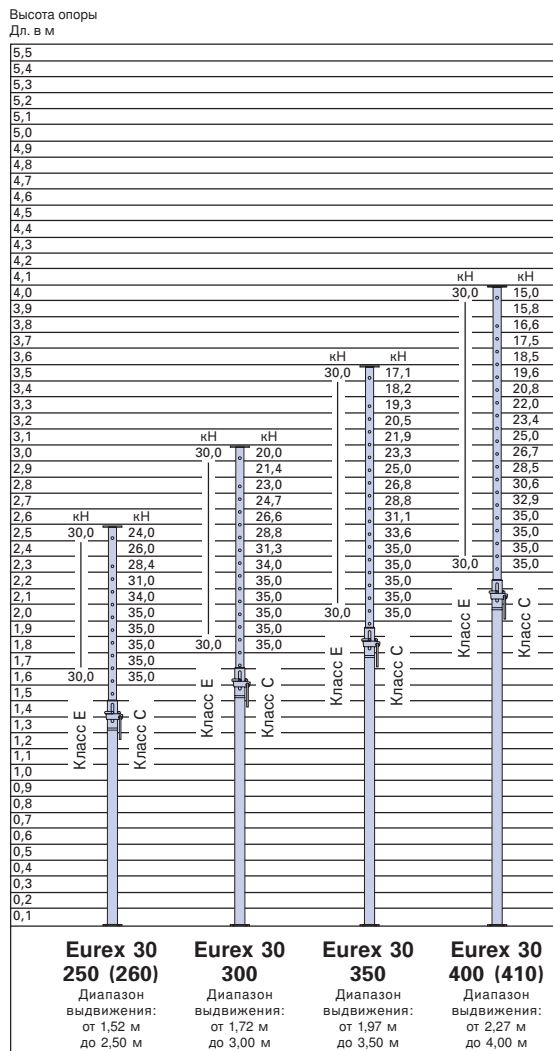 Высота опоры
Дл. в м
5,5
5,4
5,3
5,2
5,1
5,0
4,9
4,8
4,7
4,6
4,5
4,4
4,3
4,2
4,1 кН кН
4,0 30,0 15,0
3,9 15,8
3,8 16,6
3,7 17,5
3,6 кН кН 18,5
3,5 30,0 17,1 19,6
3,4 18,2 20,8
3,3 19,3 22,0
3,2 20,5 23,4
3,1 кН кН 21,9 25,0
3,0 30,0 20,0 23,3 26,7
2,9 21,4 25,0 28,5
2,8 23,0 26,8 30,6
2,7 24,7 28,8 32,9
2,6 кН кН 26,6 31,1 35,0
2,5 30,0 24,0 28,8 33,6 35,0
2,4 26,0 31,3 35,0 35,0
2,3 28,4 34,0 35,0 30,0 35,0
2,2 31,0 35,0 35,0
2,1 34,0 35,0 35,0
2,0 35,0 35,0 30,0 35,0
1,9 35,0 35,0
1,8 35,0 30,0 35,0
1,7 35,0
1,6 30,0 35,0
1,5
1,4
1,3
1,2
1,1
1,0
0,9
0,8
0,7
0,6
0,5
0,4
0,3
0,2
0,1
Класс E
Класс C
Класс E
Класс C
Класс E
Класс C
Класс E
Класс C
Eurex 30
250 (260)
Диапазон
выдвижения:
от 1,52 м
до 2,50 м
Eurex 30
300
Диапазон
выдвижения:
от 1,72 м
до 3,00 м
Eurex 30
350
Диапазон
выдвижения:
от 1,97 м
до 3,50 м
Eurex 30
400 (410)
Диапазон
выдвижения:
от 2,27 м
до 4,00 м